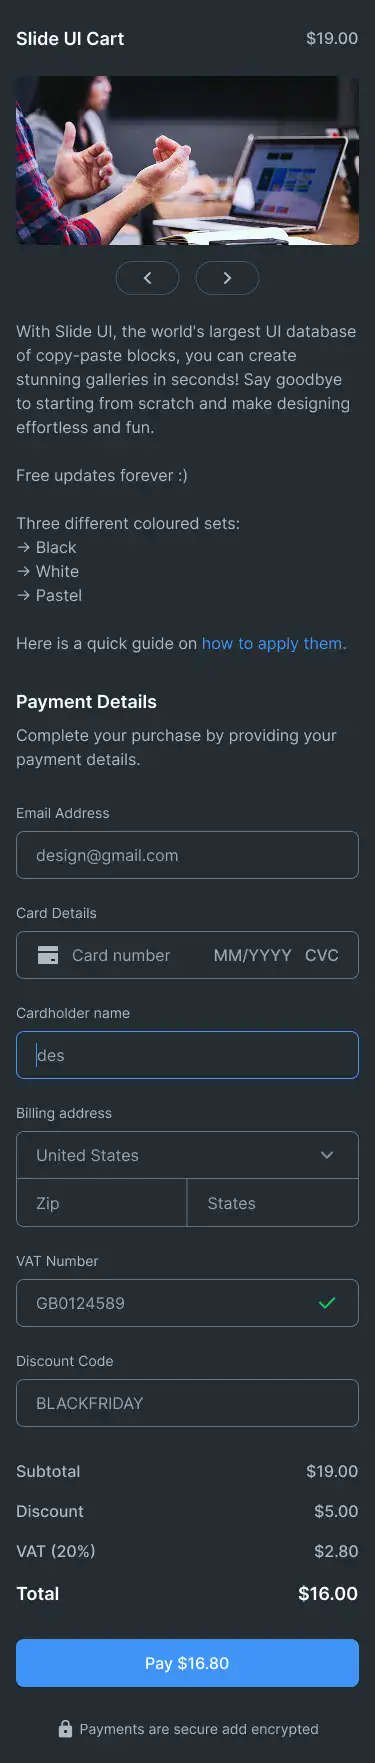 Slide UI Cart $19.00
With Slide UI, the world's largest UI database
of copy-paste blocks, you can create
stunning galleries in seconds! Say goodbye
to starting from scratch and make designing
effortless and fun.
Free updates forever :)
Three different coloured sets:
→ Black
→ White
→ Pastel
Here is a quick guide on how to apply them.
Payment Details
Complete your purchase by providing your
payment details.
Email Address
design@gmail.com
Card Details
Card number MM/YYYY CVC
Cardholder name
des
Billing address
United States
Zip States
VAT Number
GB0124589
Discount Code
BLACKFRIDAY
Subtotal $19.00
Discount $5.00
VAT (20%) $2.80
Total $16.00
Pay $16.80
Payments are secure add encrypted